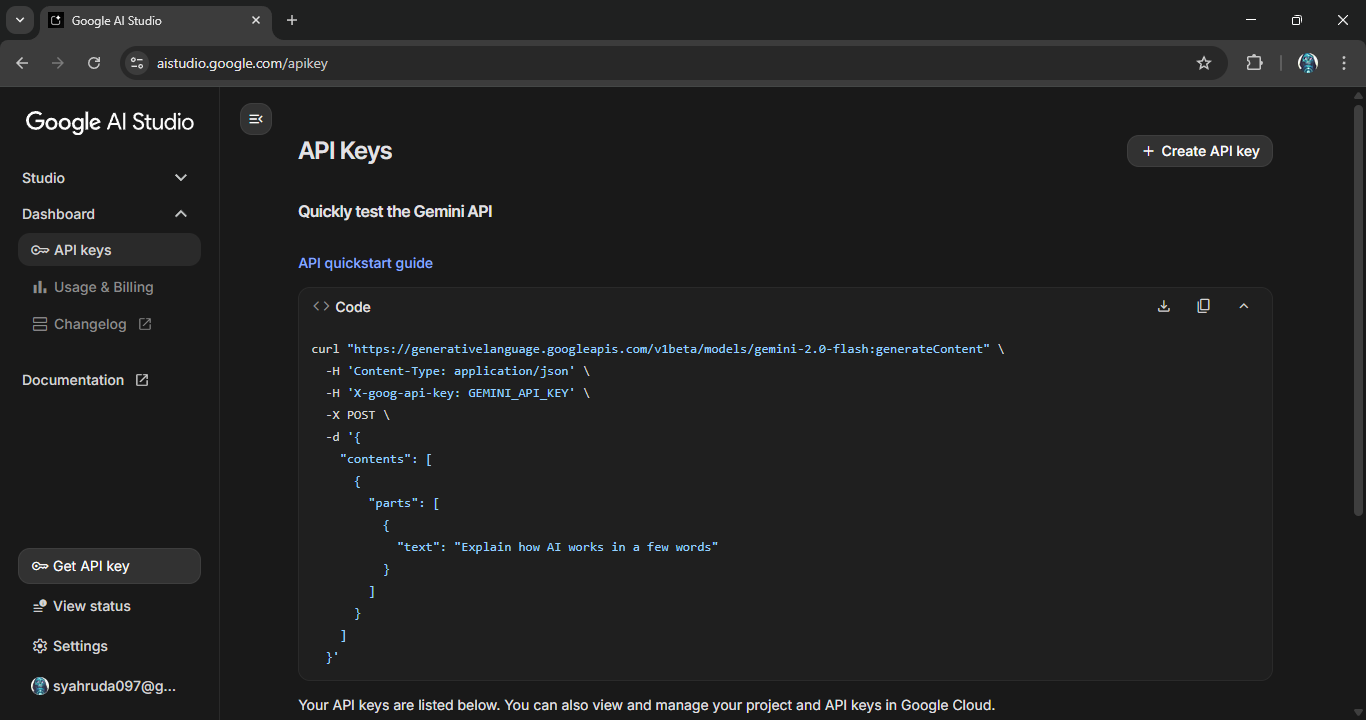 Google AI Studio
aistudio.google.com/apikey
Google AI Studio
Studio
Dashboard
API keys
Usage & Billing
Changelog
Documentation
Get API key
View status
Settings
syahruda097@g...
API Keys
Create API key
Quickly test the Gemini API
API quickstart guide
<> Code
curl "https://generativelanguage.googleapis.com/v1beta/models/gemini-2.0-flash:generateContent" \
  -H 'Content-Type: application/json' \
  -H 'X-goog-api-key: GEMINI_API_KEY' \
  -X POST \
  -d '{
    "contents": [
      {
        "parts": [
          {
            "text": "Explain how AI works in a few words"
          }
        ]
      }
    ]
  }'
Your API keys are listed below. You can also view and manage your project and API keys in Google Cloud.